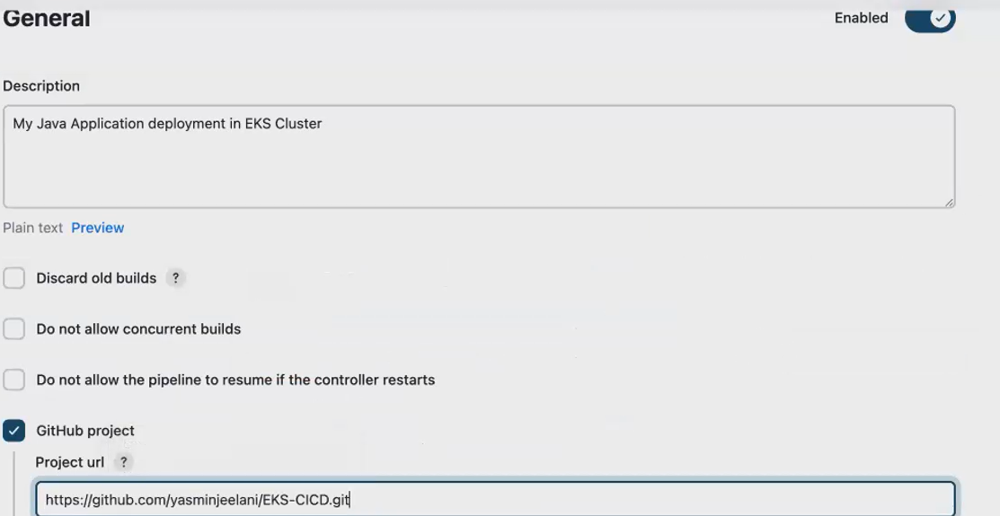 General
Enabled
Description
My Java Application deployment in EKS Cluster
Plain text Preview
Discard old builds ?
Do not allow concurrent builds
Do not allow the pipeline to resume if the controller restarts
GitHub project
Project url ?
https://github.com/yasminjeelani/EKS-CICD.git